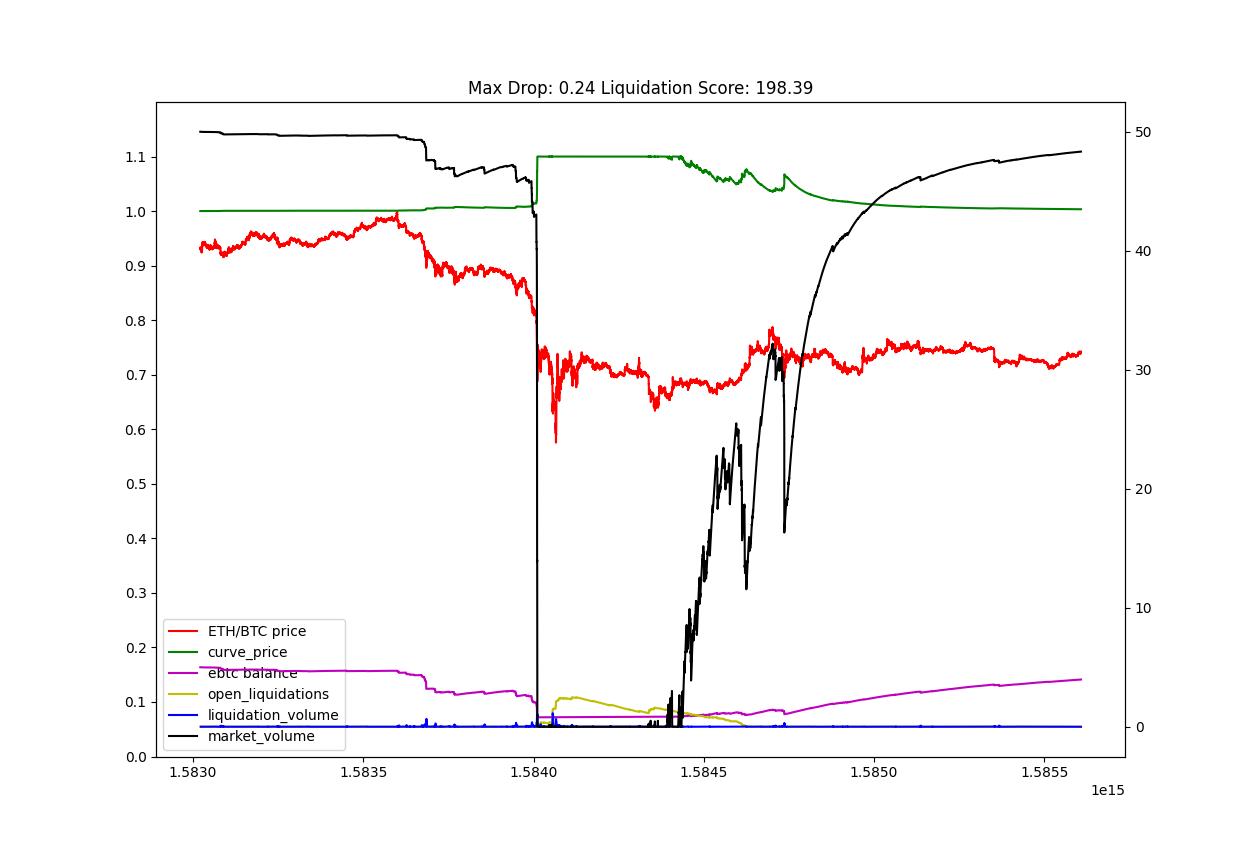 Max Drop: 0.24 Liquidation Score: 198.39
1.1
1.0
0.9
0.8
0.7
0.6
0.5
0.4
0.3
0.2
0.1
0.0
50
40
30
20
10
0
ETH/BTC price
curve_price
ebtc balance
open_liquidations
liquidation_volume
market_volume
1.5830 1.5835 1.5840 1.5845 1.5850 1.5855
1e15